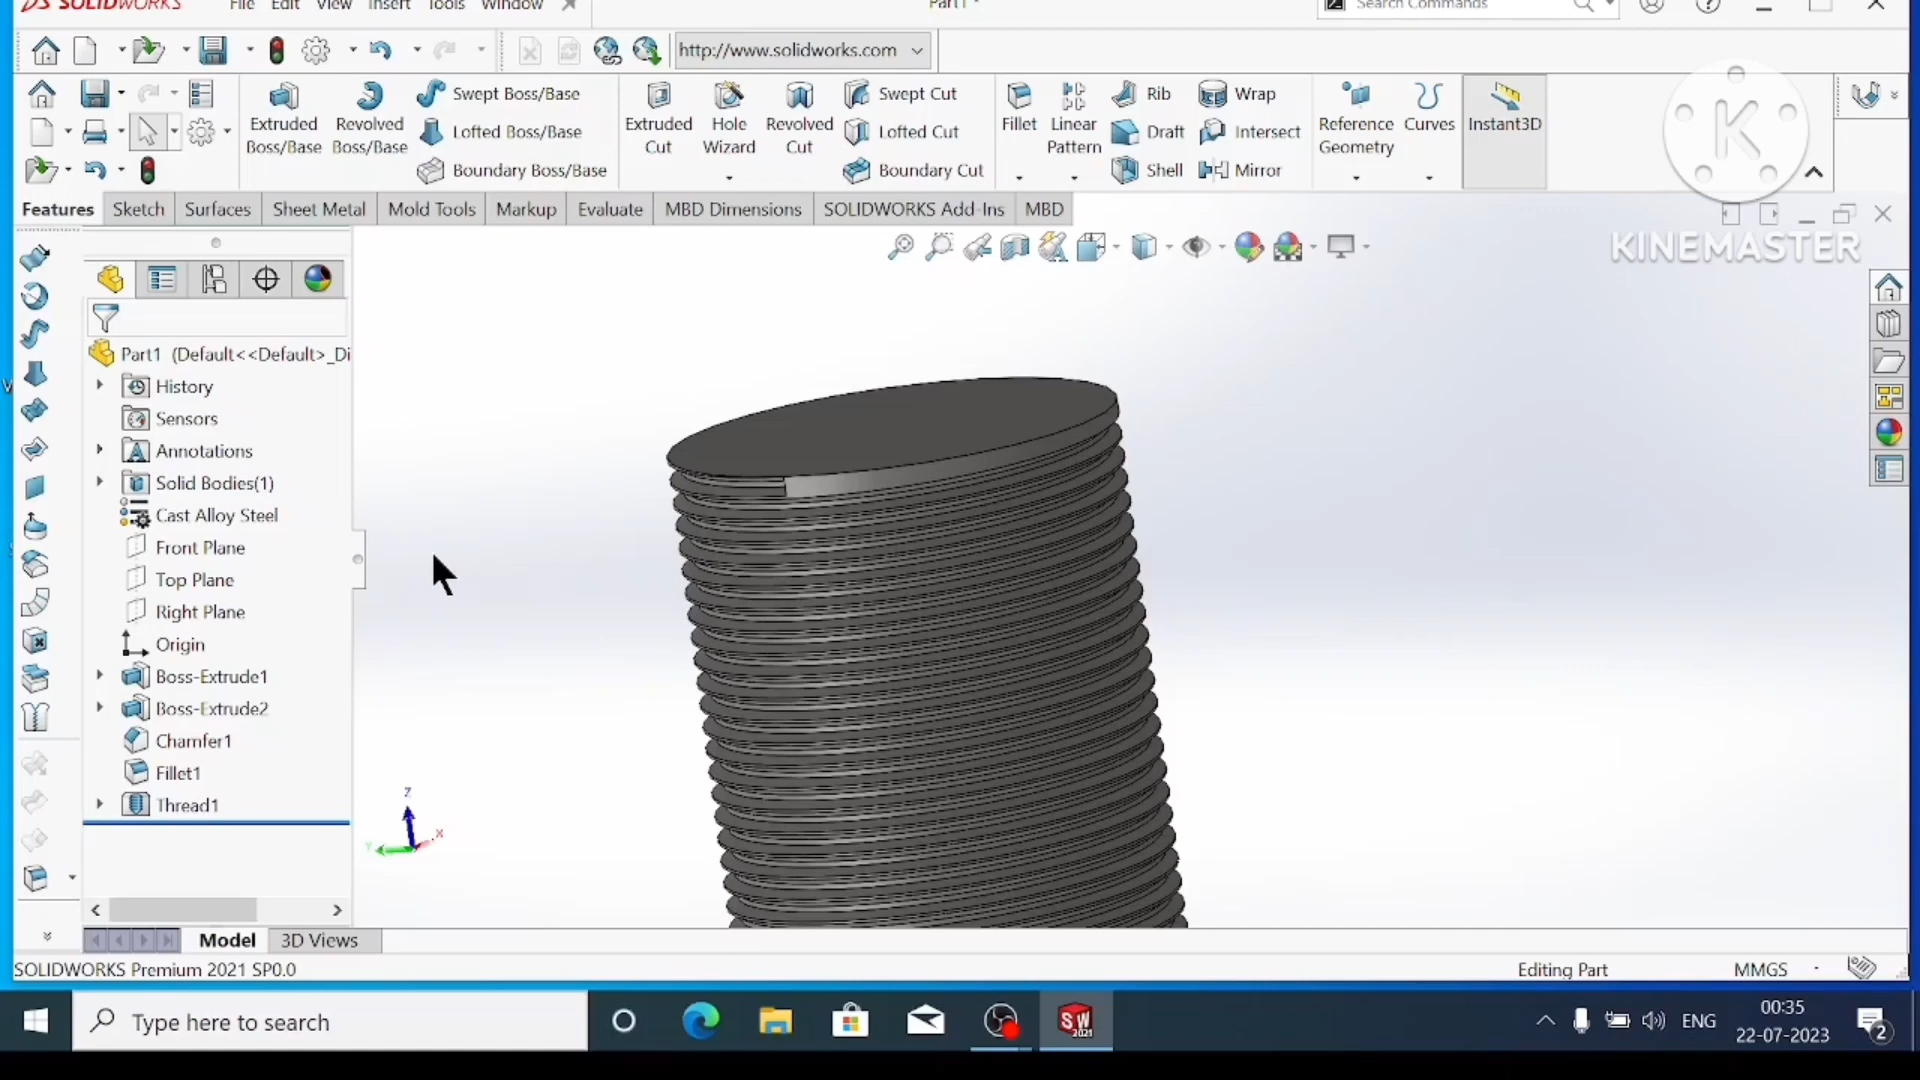 SOLIDWORKS File Edit View Insert Tools Window Part1 * Search Commands
http://www.solidworks.com
Extruded Boss/Base
Revolved Boss/Base
Swept Boss/Base
Lofted Boss/Base
Boundary Boss/Base
Extruded Cut
Hole Wizard
Revolved Cut
Swept Cut
Lofted Cut
Boundary Cut
Fillet
Linear Pattern
Rib
Draft
Shell
Wrap
Intersect
Mirror
Reference Geometry
Curves
Instant3D
K
KINEMASTER
Features Sketch Surfaces Sheet Metal Mold Tools Markup Evaluate MBD Dimensions SOLIDWORKS Add-Ins MBD
Part1 (Default<<Default>_Di
History
Sensors
Annotations
Solid Bodies(1)
Cast Alloy Steel
Front Plane
Top Plane
Right Plane
Origin
Boss-Extrude1
Boss-Extrude2
Chamfer1
Fillet1
Thread1
Z
X
Y
Model 3D Views
SOLIDWORKS Premium 2021 SP0.0 Editing Part MMGS
Type here to search
SW
2021
ENG
00:35
22-07-2023
2